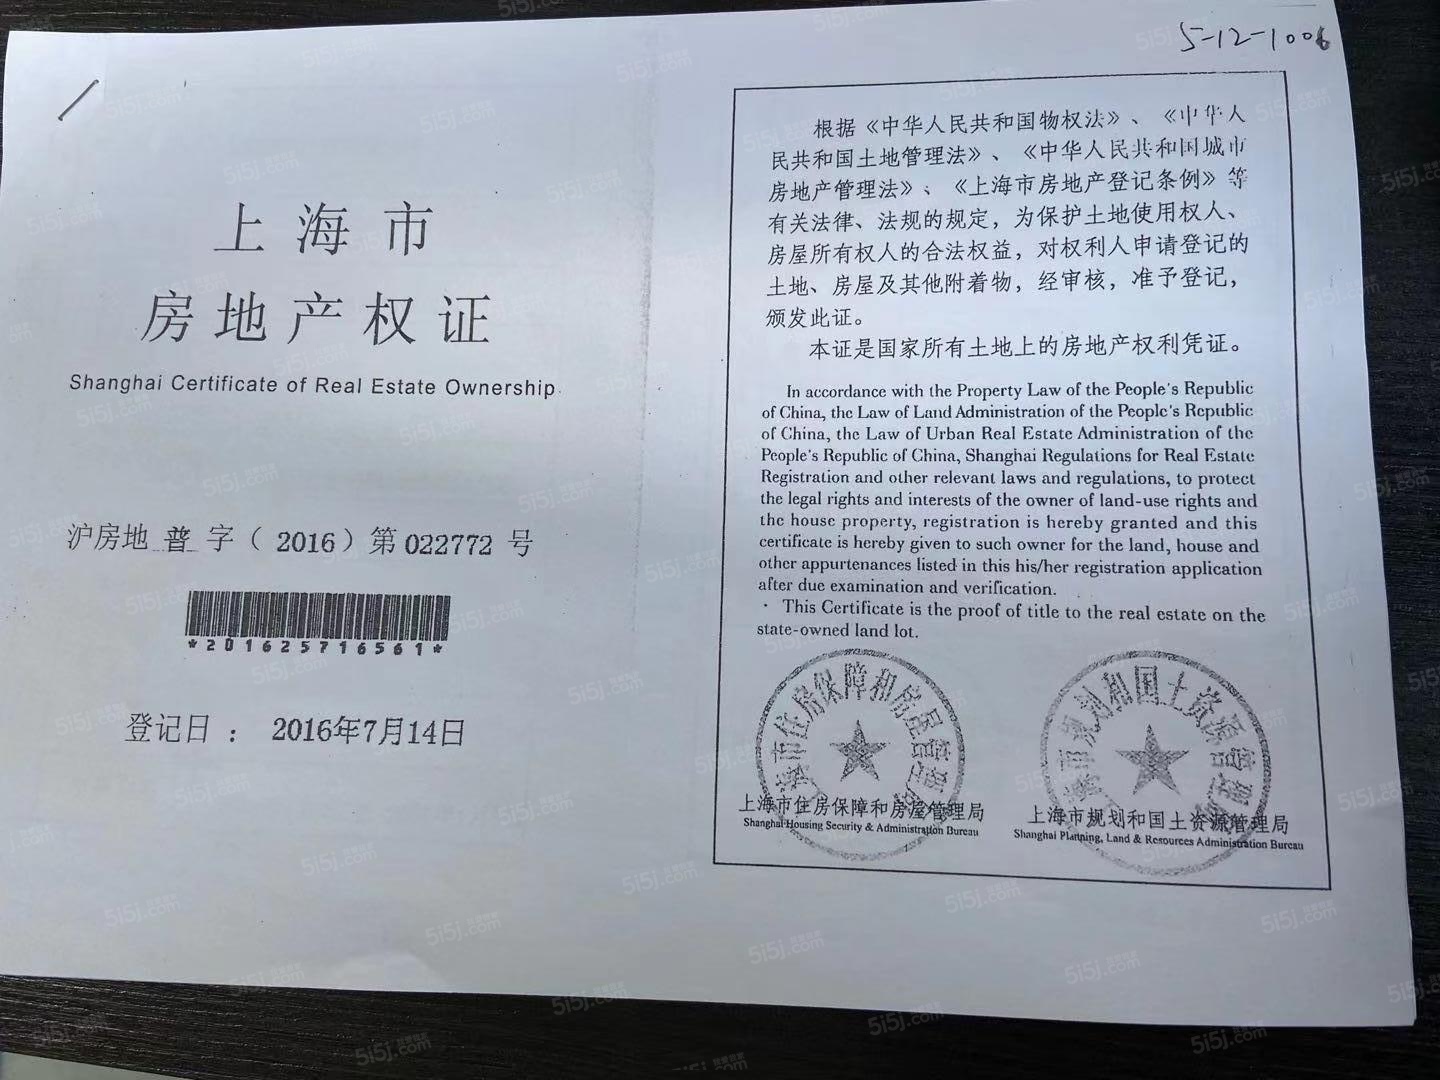 5-12-1006
上海市
房地产权证
Shanghai Certificate of Real Estate Ownership
沪房地 普 字（ 2016）第 022772 号
*201625716561*
登记日 ： 2016年7月14日
根据《中华人民共和国物权法》、《中华人
民共和国土地管理法》、《中华人民共和国城市
房地产管理法》、《上海市房地产登记条例》等
有关法律、法规的规定，为保护土地使用权人、
房屋所有权人的合法权益，对权利人申请登记的
土地、房屋及其他附着物，经审核，准予登记，
颁发此证。
本证是国家所有土地上的房地产权利凭证。
In accordance with the Property Law of the People's Republic
of China, the Law of Land Administration of the People's Republic
of China, the Law of Urban Real Estate Administration of the
People's Republic of China, Shanghai Regulations for Real Estate
Registration and other relevant laws and regulations, to protect
the legal rights and interests of the owner of land-use rights and
the house property, registration is hereby granted and this
certificate is hereby given to such owner for the land, house and
other appurtenances listed in this his/her registration application
after due examination and verification.
This Certificate is the proof of title to the real estate on the
state-owned land lot.
上海市住房保障和房屋管理局
Shanghai Housing Security & Administration Bureau
上海市规划和国土资源管理局
Shanghai Planning, Land & Resources Administration Bureau
5i5j.com